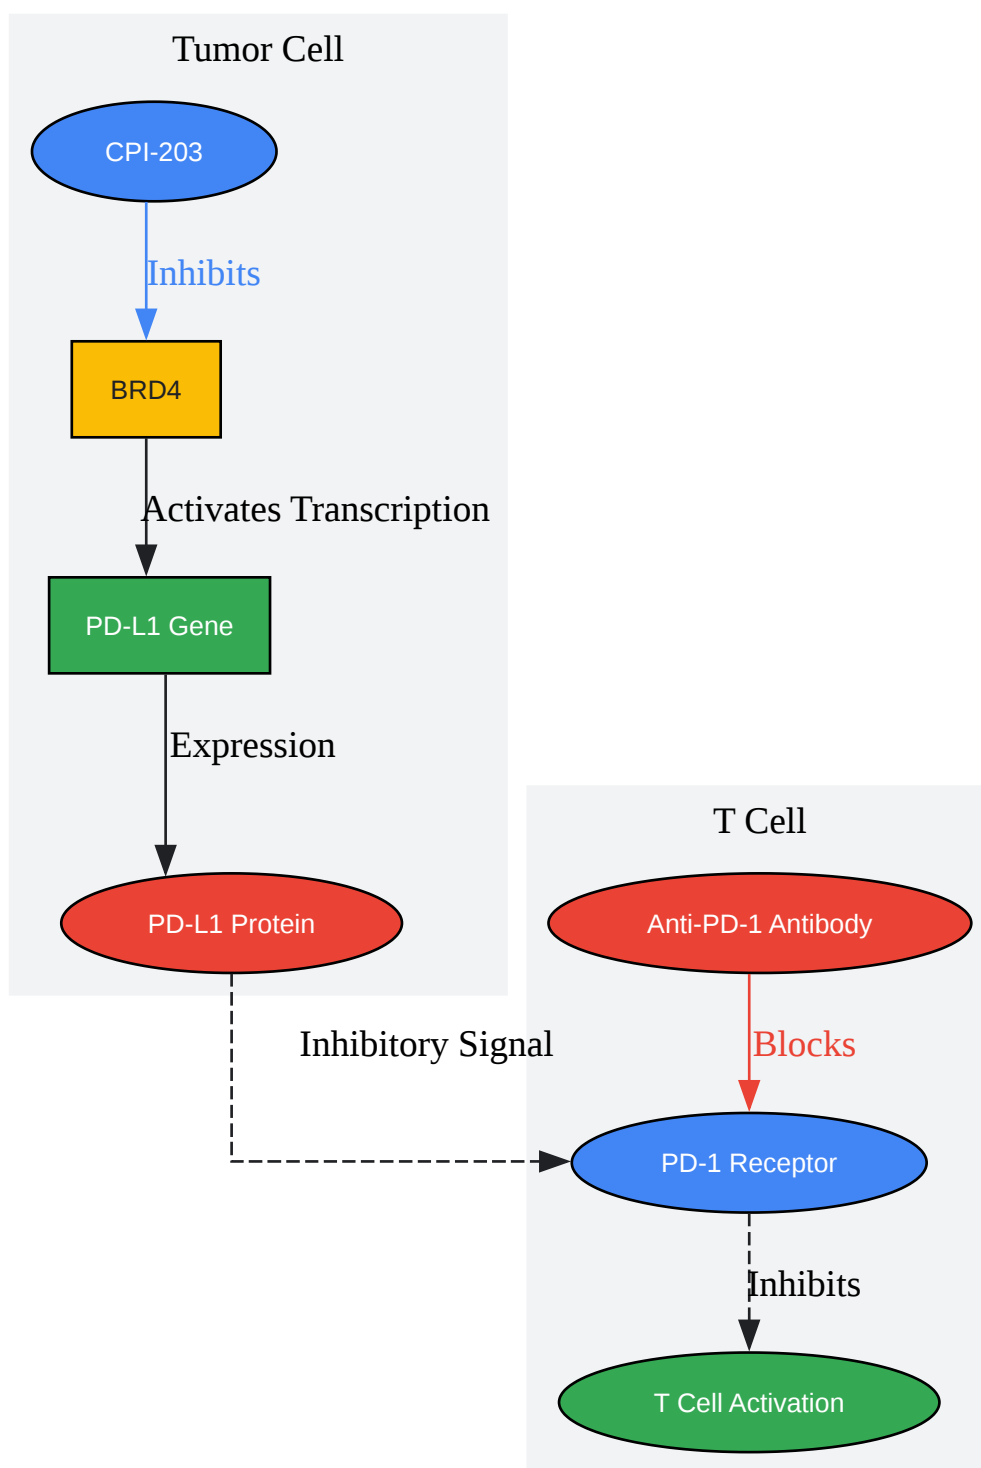 Tumor Cell
CPI-203
Inhibits
BRD4
Activates Transcription
PD-L1 Gene
Expression
PD-L1 Protein
T Cell
Anti-PD-1 Antibody
Inhibitory Signal
Blocks
PD-1 Receptor
Inhibits
T Cell Activation